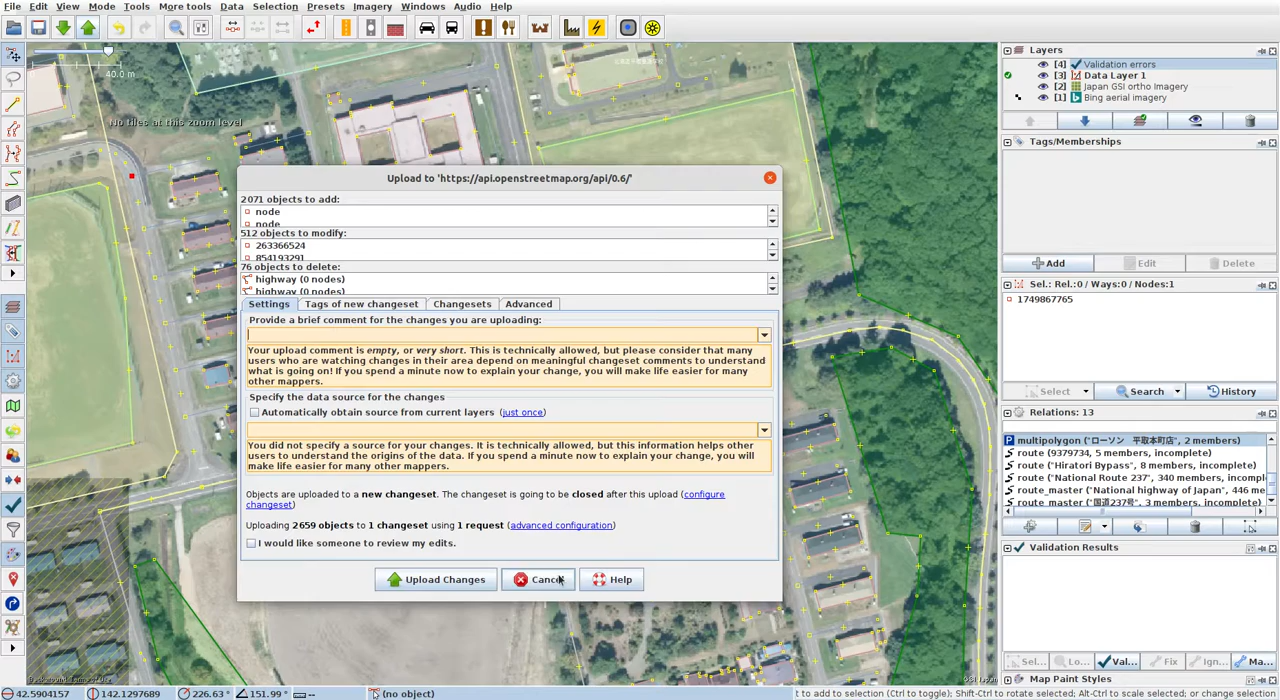 File Edit View Mode Tools More tools Data Selection Presets Imagery Windows Audio Help
40.0 m
No tiles at this zoom level
Upload to 'https://api.openstreetmap.org/api/0.6/'
2071 objects to add:
node
node
512 objects to modify:
263366524
854193291
76 objects to delete:
highway (0 nodes)
highway (0 nodes)
Settings Tags of new changeset Changesets Advanced
Provide a brief comment for the changes you are uploading:
Your upload comment is empty, or very short. This is technically allowed, but please consider that many
users who are watching changes in their area depend on meaningful changeset comments to understand
what is going on! If you spend a minute now to explain your change, you will make life easier for many
other mappers.
Specify the data source for the changes
Automatically obtain source from current layers (just once)
You did not specify a source for your changes. It is technically allowed, but this information helps other
users to understand the origins of the data. If you spend a minute now to explain your change, you will
make life easier for many other mappers.
Objects are uploaded to a new changeset. The changeset is going to be closed after this upload (configure
changeset)
Uploading 2659 objects to 1 changeset using 1 request (advanced configuration)
I would like someone to review my edits.
Upload Changes Cancel Help
Layers
[4] Validation errors
[3] Data Layer 1
[2] Japan GSI ortho Imagery
[1] Bing aerial imagery
Tags/Memberships
Add Edit Delete
Sel.: Rel.:0 / Ways:0 / Nodes:1
1749867765
Select Search History
Relations: 13
multipolygon ("ローソン　平取本町店", 2 members)
route (9379734, 5 members, incomplete)
route ("Hiratori Bypass", 8 members, incomplete)
route ("National Route 237", 340 members, incomplete)
route_master ("National highway of Japan", 446 me
route_master ("国道237号", 3 members, incomplete)
Validation Results
Sel... Lo... Val... Fix Ign... Ma...
Map Paint Styles
42.5904157 142.1297689 226.63 ° 151.99 ° -- (no object) t to add to selection (Ctrl to toggle); Shift-Ctrl to rotate selected; Alt-Ctrl to scale selected; or change selection